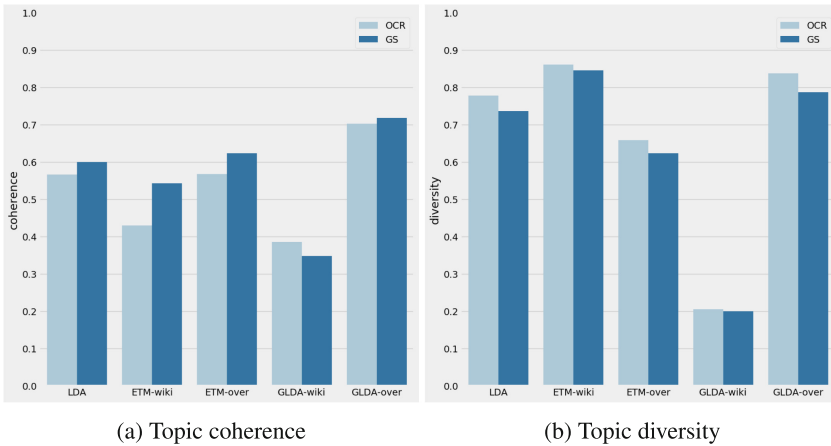 1.0
0.9
0.8
0.7
0.6
0.5
0.4
0.3
0.2
0.1
0.0
coherence
OCR
GS
LDA ETM-wiki ETM-over GLDA-wiki GLDA-over
(a) Topic coherence
1.0
0.9
0.8
0.7
0.6
0.5
0.4
0.3
0.2
0.1
0.0
diversity
OCR
GS
LDA ETM-wiki ETM-over GLDA-wiki GLDA-over
(b) Topic diversity